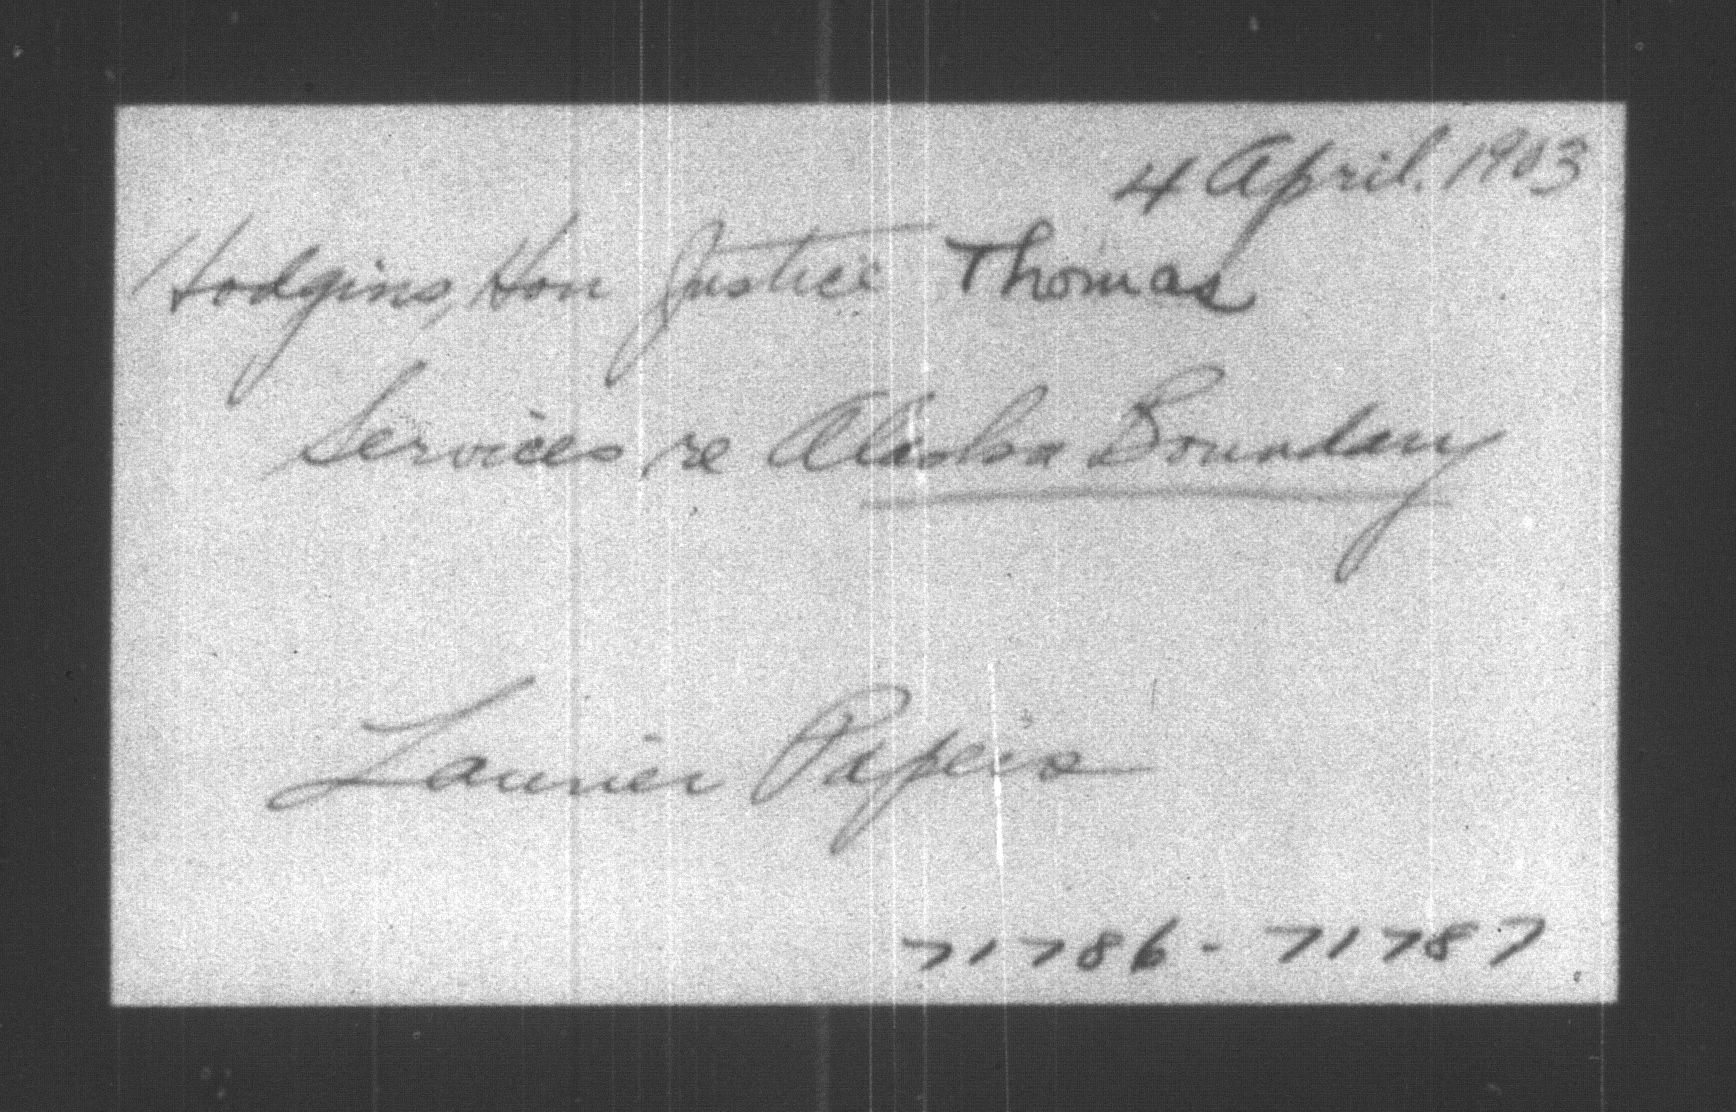 4 April. 1903
Hodgins, Hon Justice Thomas
Services re Alaska Boundary
Laurier Papers
71786 - 71787